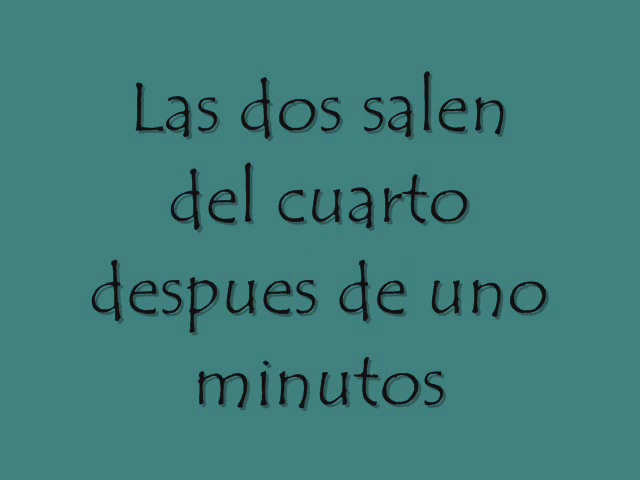 Las dos salen
del cuarto
despues de uno
minutos